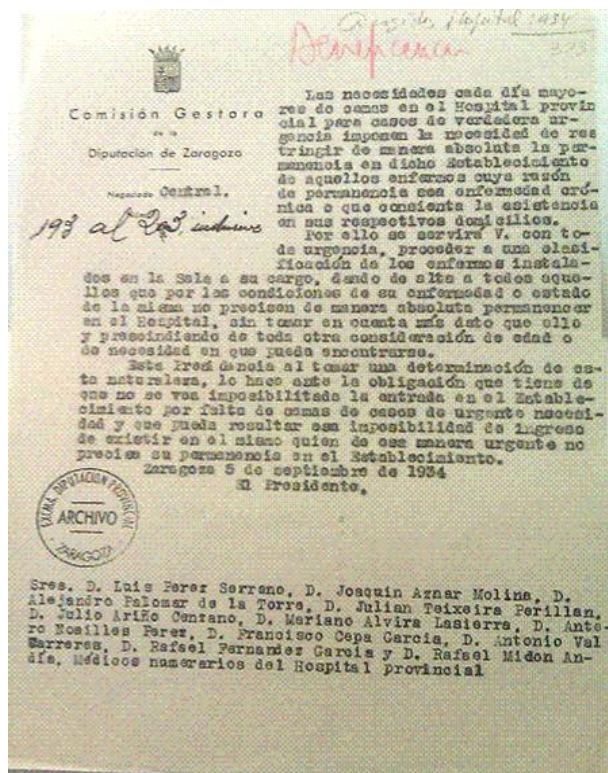 Hospital 1934
Beneficencia
373
Comisión Gestora
de la
Diputación de Zaragoza
Negociado Central.
193 al 203, inclusive
Las necesidades cada día mayo-
res de camas en el Hospital provin
cial para casos de verdadera ur-
gencia imponen la necesidad de res
tringir de manera absoluta la per-
manencia en dicho Establecimiento
de aquellos enfermos cuya razón
de permanencia sea enfermedad cró-
nica o que consienta la asistencia
en sus respectivos domicilios.
Por ello se servirá V. con to-
da urgencia, proceder a una clasi-
ficación de los enfermos instala-
dos en la Sala a su cargo, dando de alta a todos aque-
llos que por las condiciones de su enfermedad o estado
de la misma no precisen de manera absoluta permanecer
en el Hospital, sin tomar en cuenta más dato que ello
y prescindiendo de toda otra consideración de edad o
de necesidad en que pueda encontrarse.
Esta Presidencia al tomar una determinación de es-
ta naturaleza, lo hace ante la obligación que tiene de
que no se vea imposibilitada la entrada en el Estable-
cimiento por falta de camas de casos de urgente necesi-
dad y que pueda resultar esa imposibilidad de ingreso
de existir en el mismo quien de esa manera urgente no
precise su permanencia en el Establecimiento.
Zaragoza 5 de septiembre de 1934
El Presidente,
EXCMA. DIPUTACION PROVINCIAL
ARCHIVO
ZARAGOZA
Sres. D. Luis Perez Serrano, D. Joaquin Aznar Molina, D.
Alejandro Palomar de la Torre, D. Julian Teixeira Perillan,
D. Julio Ariño Cenzano, D. Mariano Alvira Lasierra, D. Ante-
ro Noailles Perez, D. Francisco Cepa Garcia, D. Antonio Val
Carreres, D. Rafael Fernandez Garcia y D. Rafael Midon An-
día, Médicos numerarios del Hospital provincial